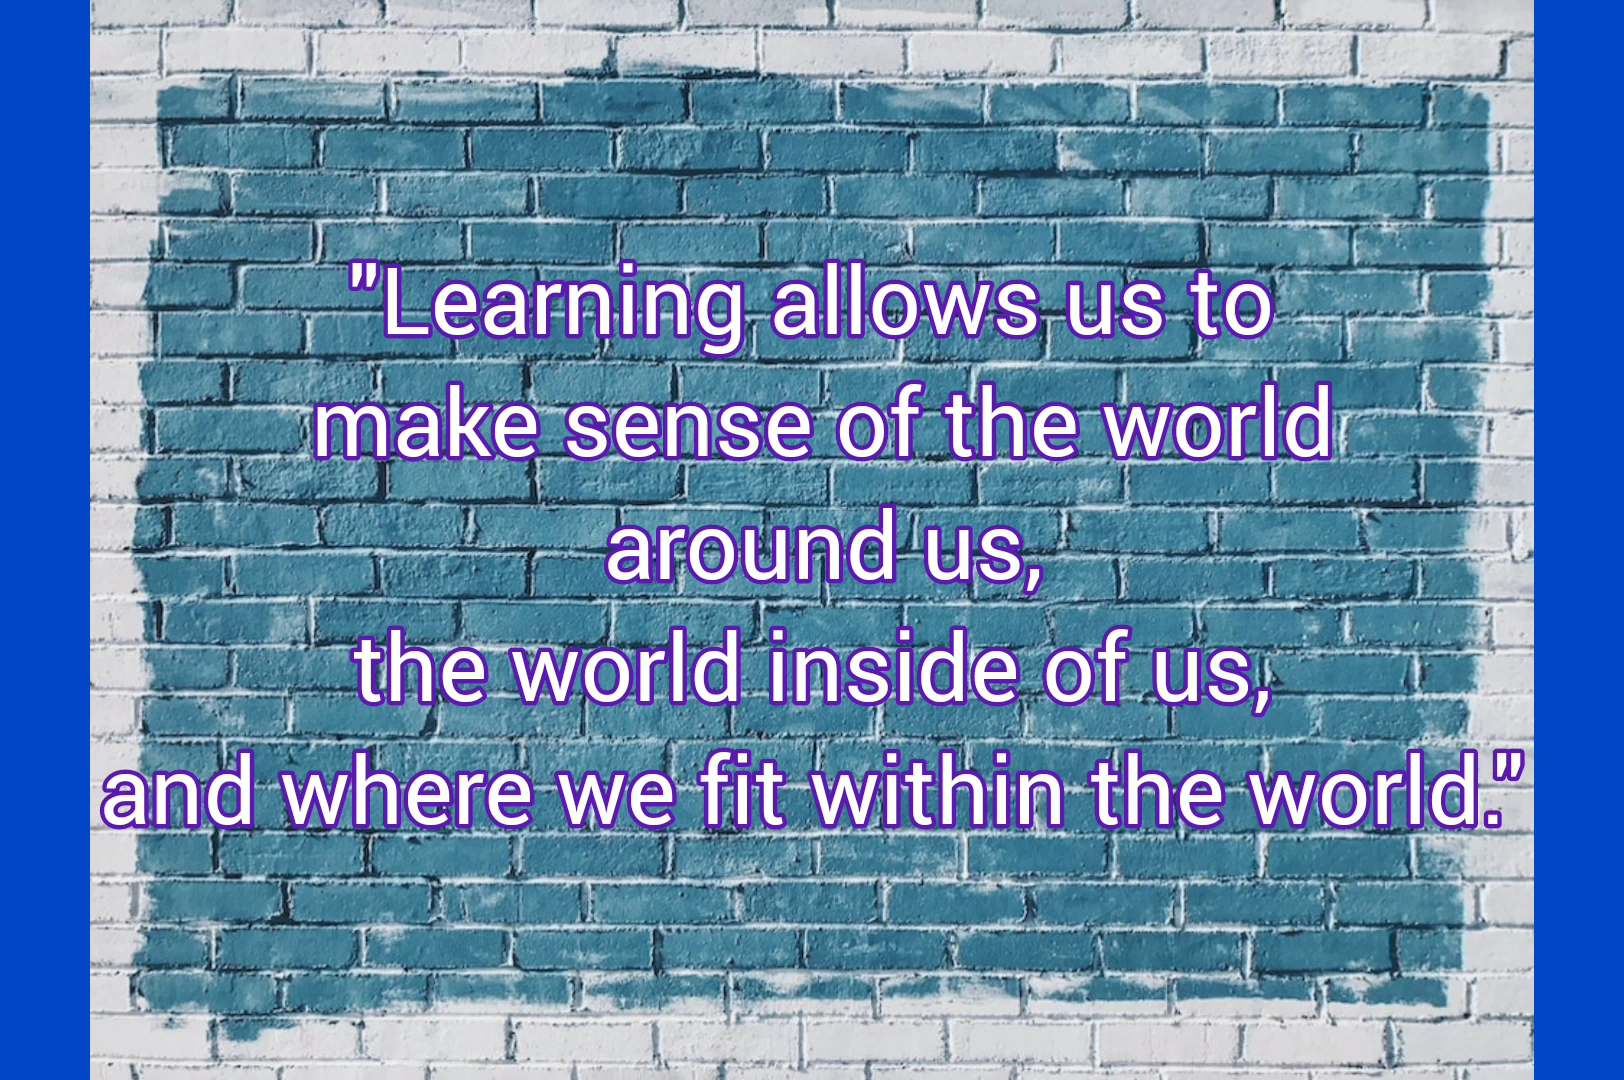 "Learning allows us to
make sense of the world
around us,
the world inside of us,
and where we fit within the world."